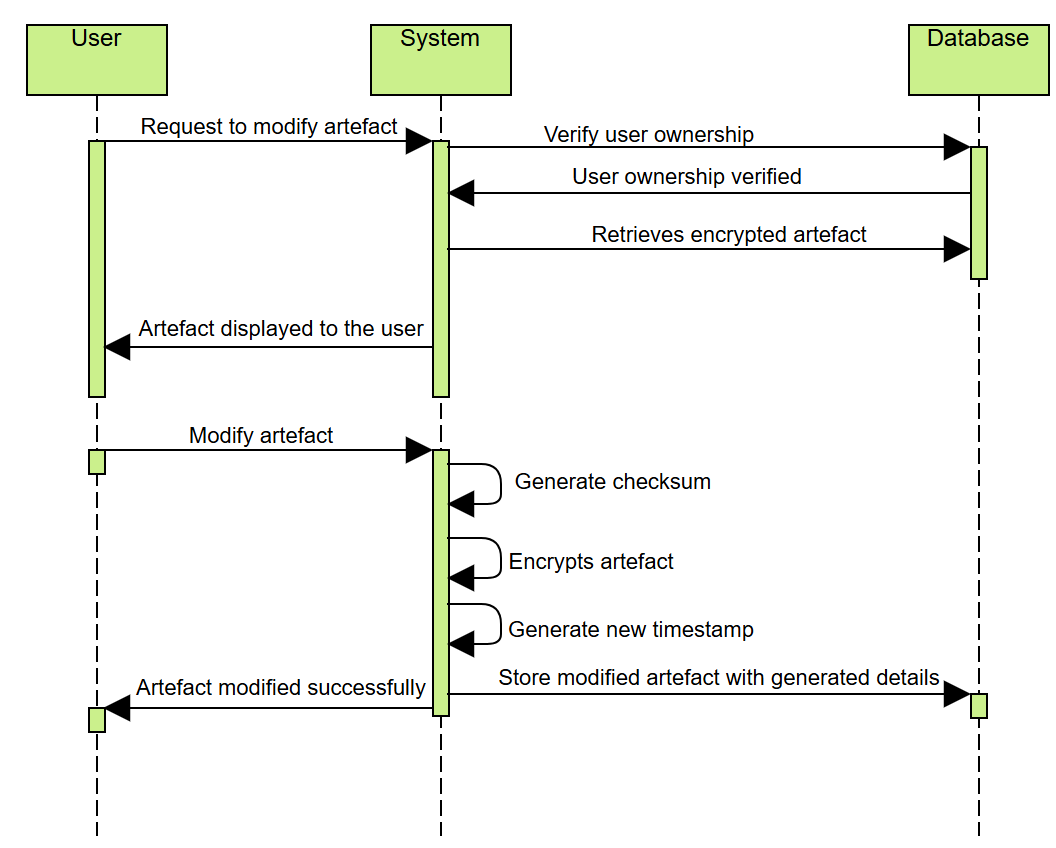 User
System
Database
Request to modify artefact
Verify user ownership
User ownership verified
Retrieves encrypted artefact
Artefact displayed to the user
Modify artefact
Generate checksum
Encrypts artefact
Generate new timestamp
Store modified artefact with generated details
Artefact modified successfully